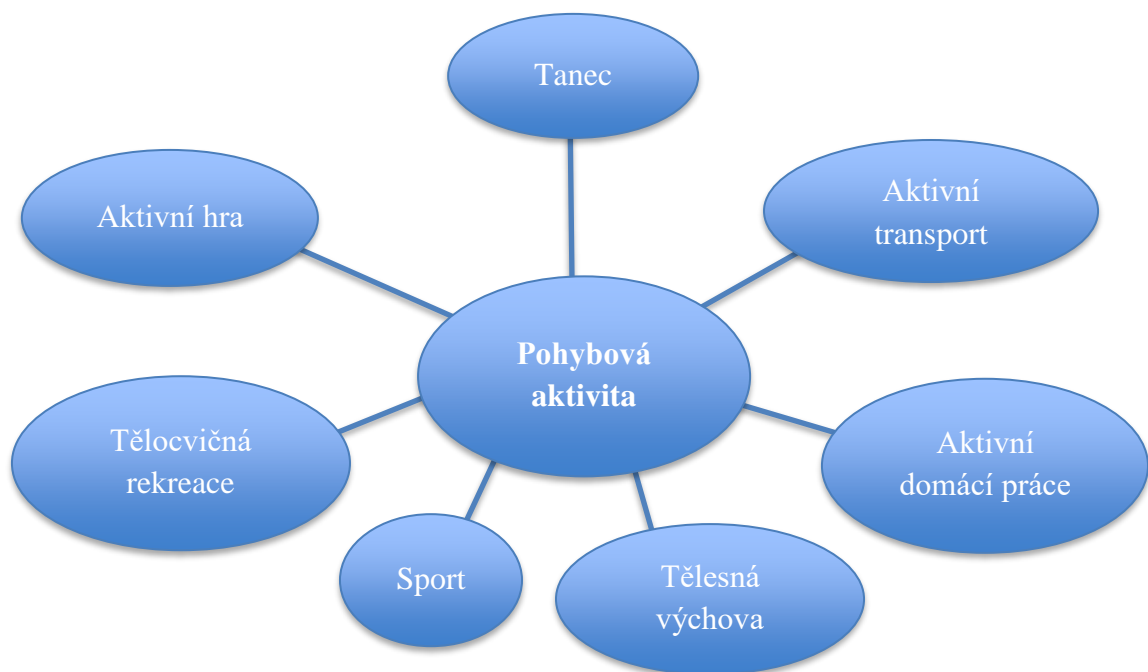 Tanec
Aktivní hra
Aktivní
transport
Pohybová
aktivita
Tělocvičná
rekreace
Aktivní
domácí práce
Sport
Tělesná
výchova